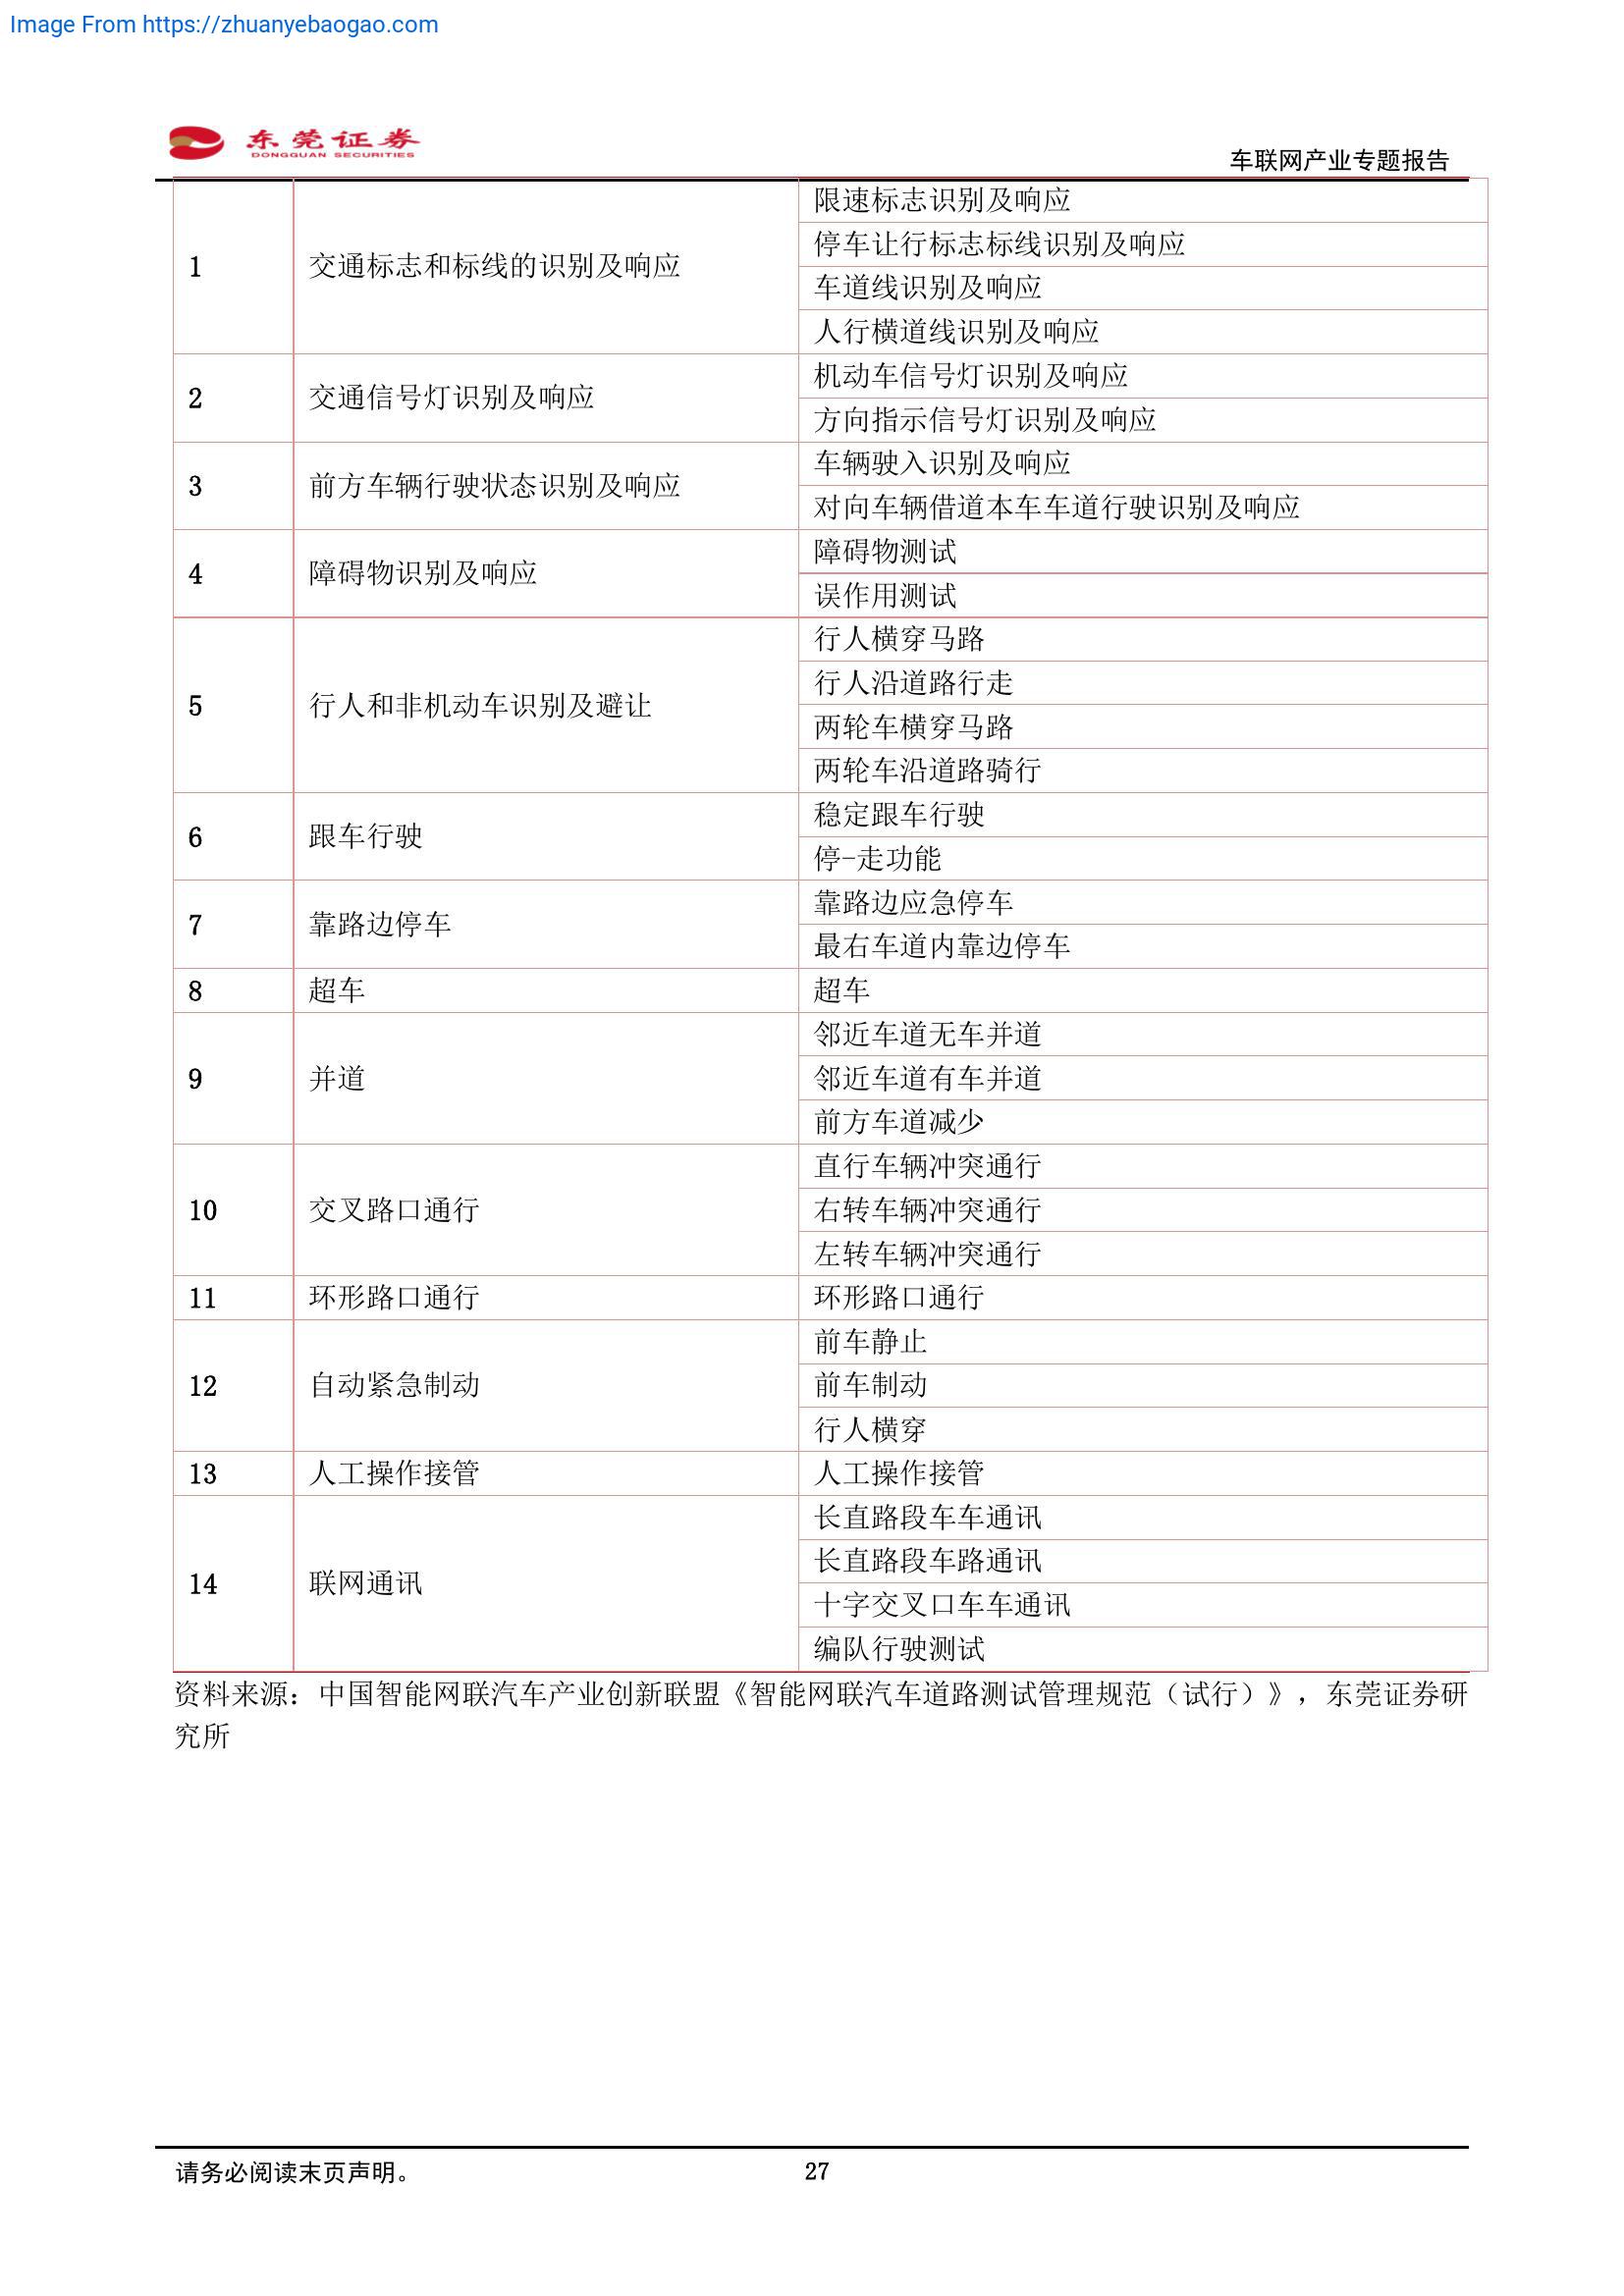 Image From https://zhuanyebaogao.com
东莞证券
DONGGUAN SECURITIES
车联网产业专题报告
1
交通标志和标线的识别及响应
限速标志识别及响应
停车让行标志标线识别及响应
车道线识别及响应
人行横道线识别及响应
2
交通信号灯识别及响应
机动车信号灯识别及响应
方向指示信号灯识别及响应
3
前方车辆行驶状态识别及响应
车辆驶入识别及响应
对向车辆借道本车车道行驶识别及响应
4
障碍物识别及响应
障碍物测试
误作用测试
5
行人和非机动车识别及避让
行人横穿马路
行人沿道路行走
两轮车横穿马路
两轮车沿道路骑行
6
跟车行驶
稳定跟车行驶
停-走功能
7
靠路边停车
靠路边应急停车
最右车道内靠边停车
8
超车
超车
9
并道
邻近车道无车并道
邻近车道有车并道
前方车道减少
10
交叉路口通行
直行车辆冲突通行
右转车辆冲突通行
左转车辆冲突通行
11
环形路口通行
环形路口通行
12
自动紧急制动
前车静止
前车制动
行人横穿
13
人工操作接管
人工操作接管
14
联网通讯
长直路段车车通讯
长直路段车路通讯
十字交叉口车车通讯
编队行驶测试
资料来源：中国智能网联汽车产业创新联盟《智能网联汽车道路测试管理规范（试行）》，东莞证券研
究所
请务必阅读末页声明。
27